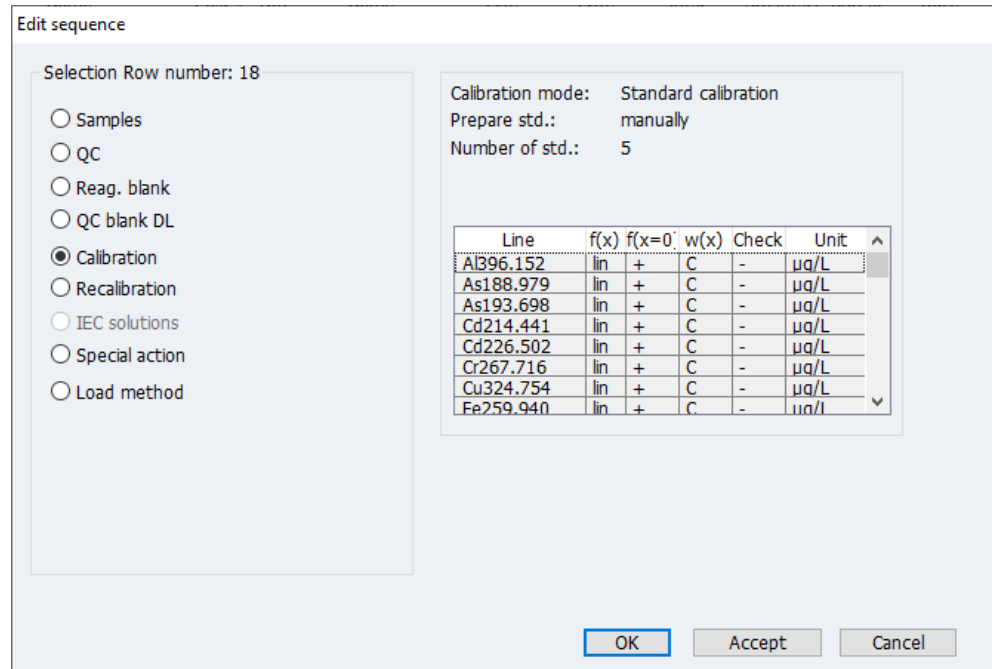 Edit sequence
Selection Row number: 18
Samples
QC
Reag. blank
QC blank DL
Calibration
Recalibration
IEC solutions
Special action
Load method
Calibration mode: Standard calibration
Prepare std.: manually
Number of std.: 5
Line f(x) f(x=0) w(x) Check Unit
Al396.152 lin + C - µg/L
As188.979 lin + C - µg/L
As193.698 lin + C - µg/L
Cd214.441 lin + C - µg/L
Cd226.502 lin + C - µg/L
Cr267.716 lin + C - µg/L
Cu324.754 lin + C - µg/L
Fe259.940 lin + C - µg/L
OK Accept Cancel